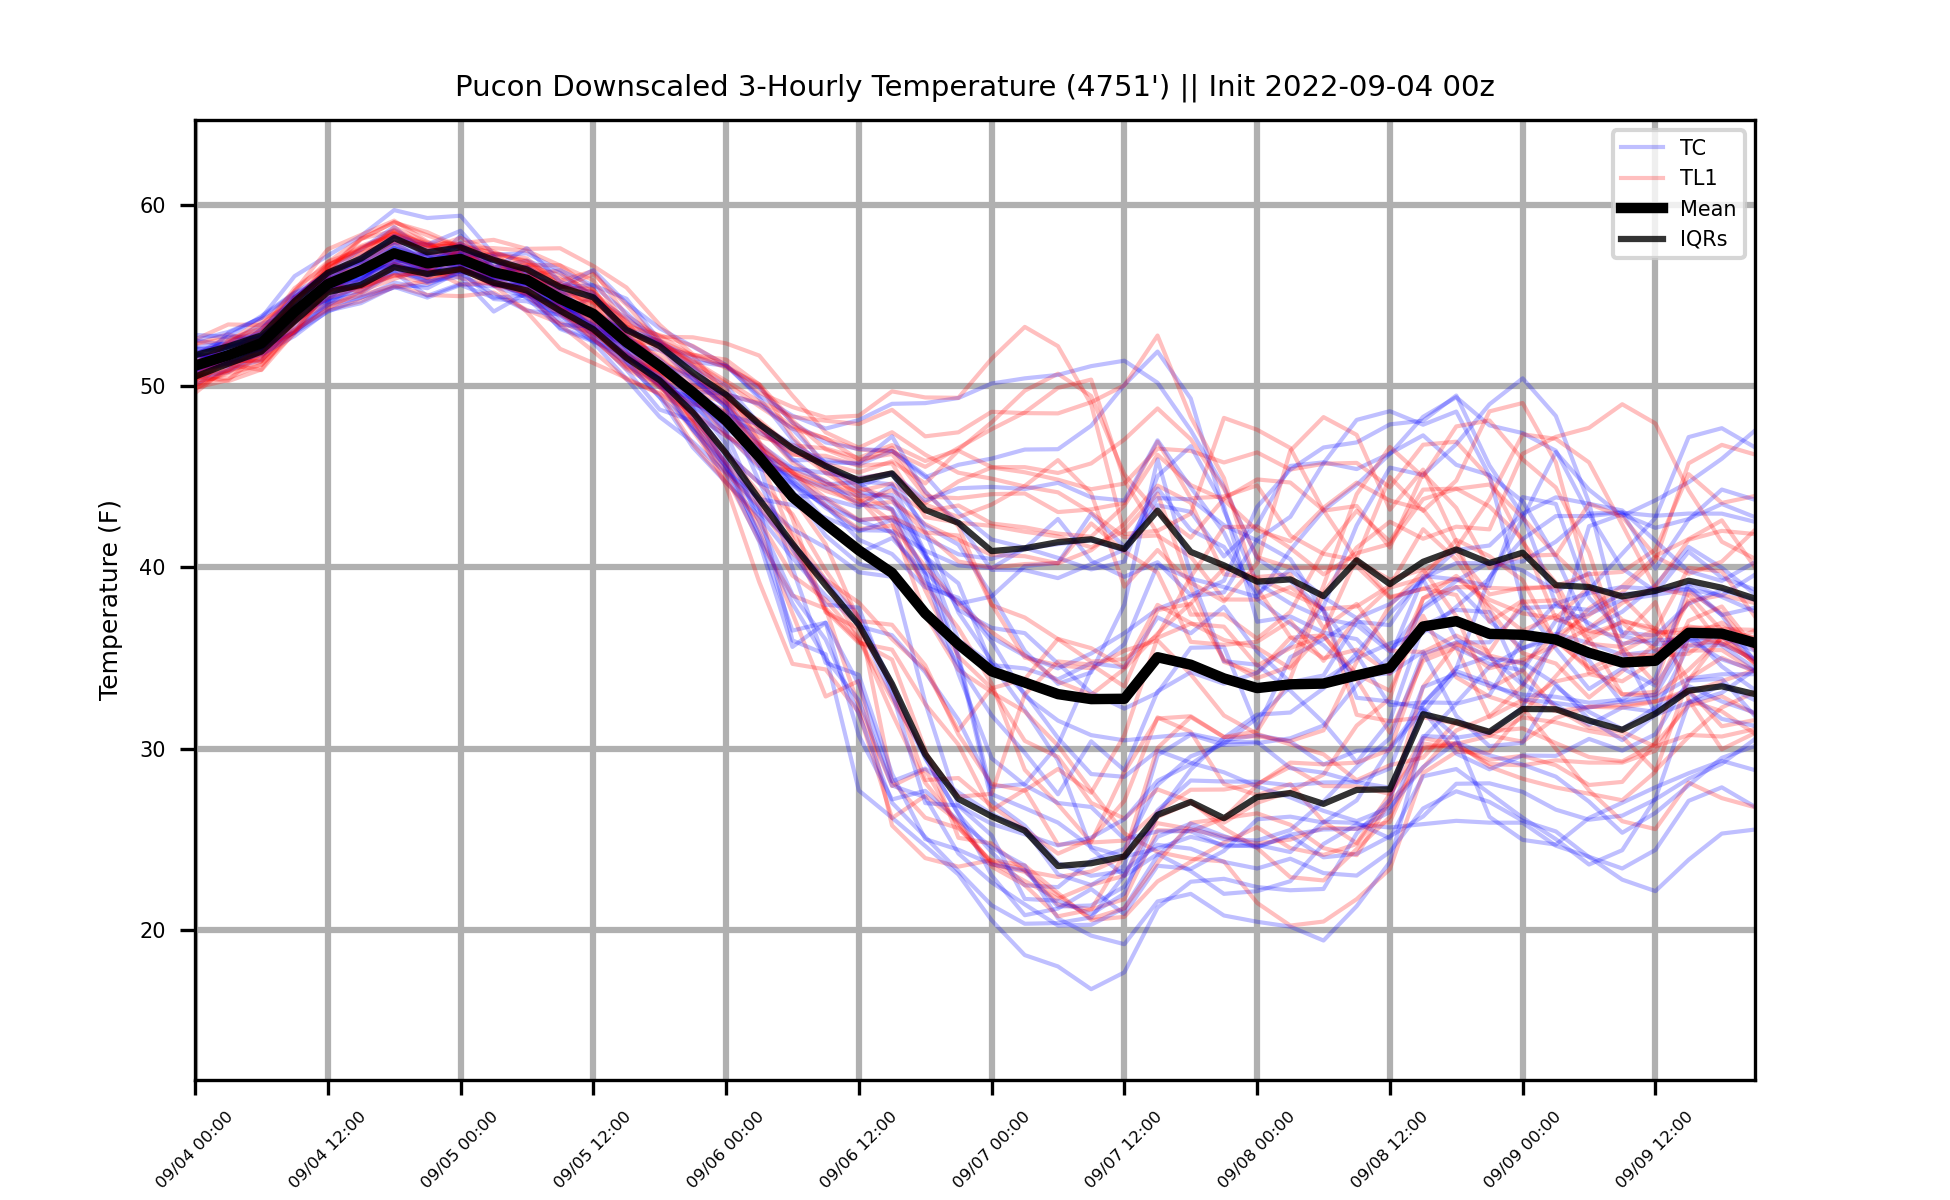 Pucon Downscaled 3-Hourly Temperature (4751') || Init 2022-09-04 00z
TC
TL1
Mean
IQRs
Temperature (F)
60
50
40
30
20
09/04 00:00
09/04 12:00
09/05 00:00
09/05 12:00
09/06 00:00
09/06 12:00
09/07 00:00
09/07 12:00
09/08 00:00
09/08 12:00
09/09 00:00
09/09 12:00